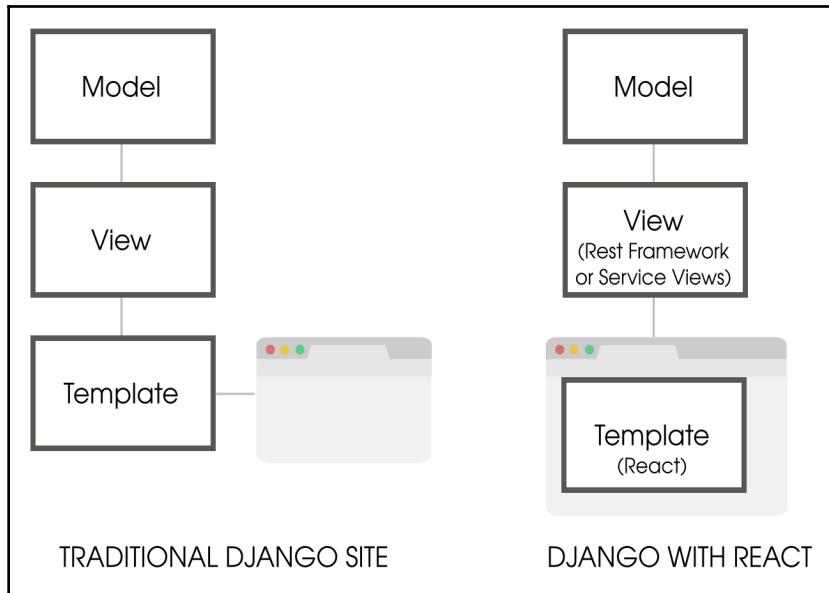 Model
View
Template
TRADITIONAL DJANGO SITE
Model
View
(Rest Framework
or Service Views)
Template
(React)
DJANGO WITH REACT